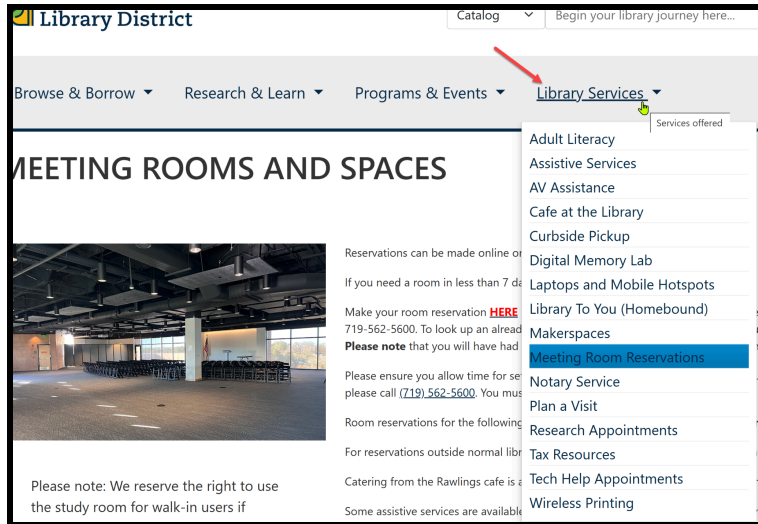 Library District
Catalog
Begin your library journey here...
Browse & Borrow
Research & Learn
Programs & Events
Library Services
Services offered
MEETING ROOMS AND SPACES
Adult Literacy
Assistive Services
AV Assistance
Cafe at the Library
Curbside Pickup
Digital Memory Lab
Laptops and Mobile Hotspots
Library To You (Homebound)
Makerspaces
Meeting Room Reservations
Notary Service
Plan a Visit
Research Appointments
Tax Resources
Tech Help Appointments
Wireless Printing
Reservations can be made online
If you need a room in less than 7
Make your room reservation HERE
719-562-5600. To look up an
Please note that you will have had
Please ensure you allow time for
please call (719) 562-5600. You
Room reservations for the following
For reservations outside normal
Catering from the Rawlings cafe is
Some assistive services are available
Please note: We reserve the right to use
the study room for walk-in users if